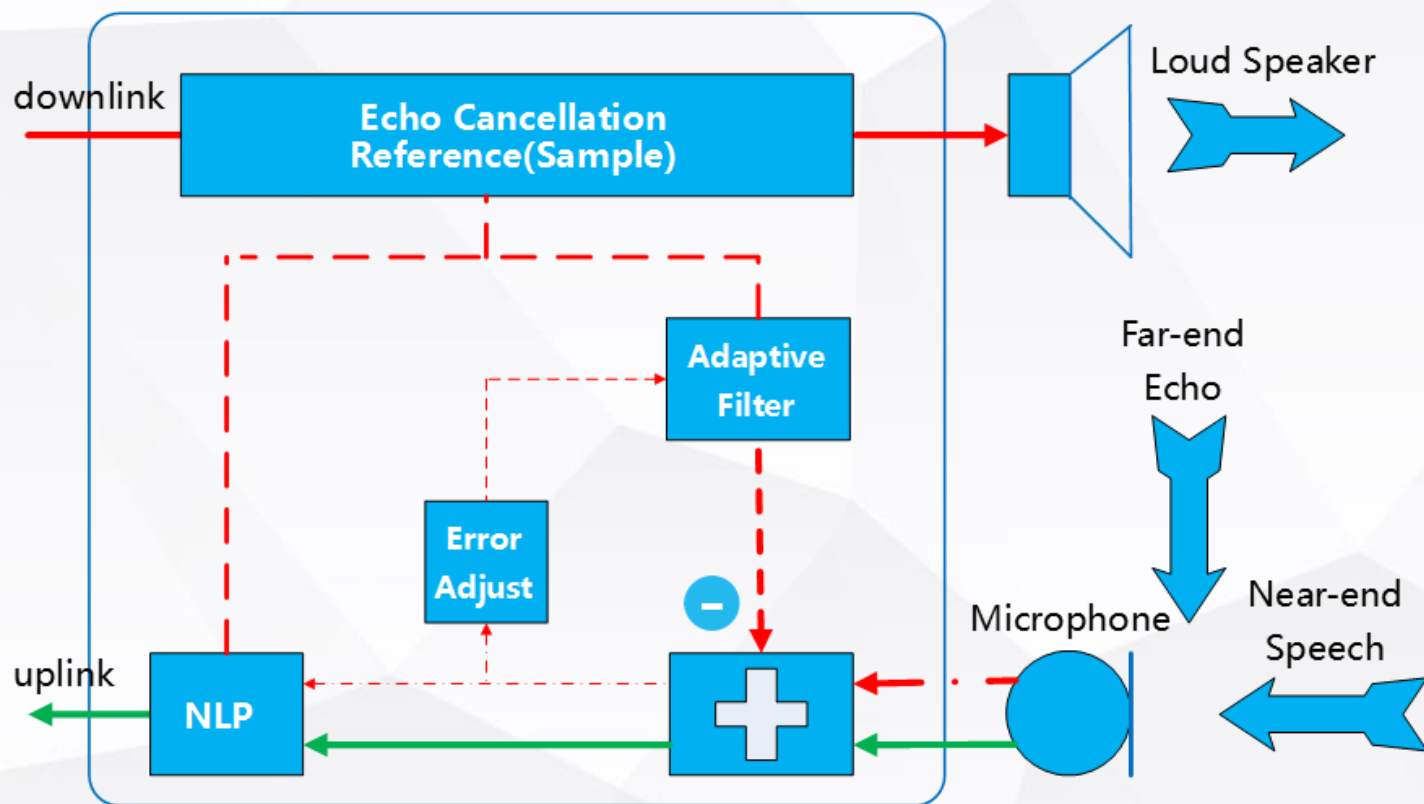 downlink
Echo Cancellation
Reference(Sample)
Loud Speaker
Far-end
Echo
Adaptive
Filter
Error
Adjust
-
Microphone
Near-end
Speech
uplink
NLP